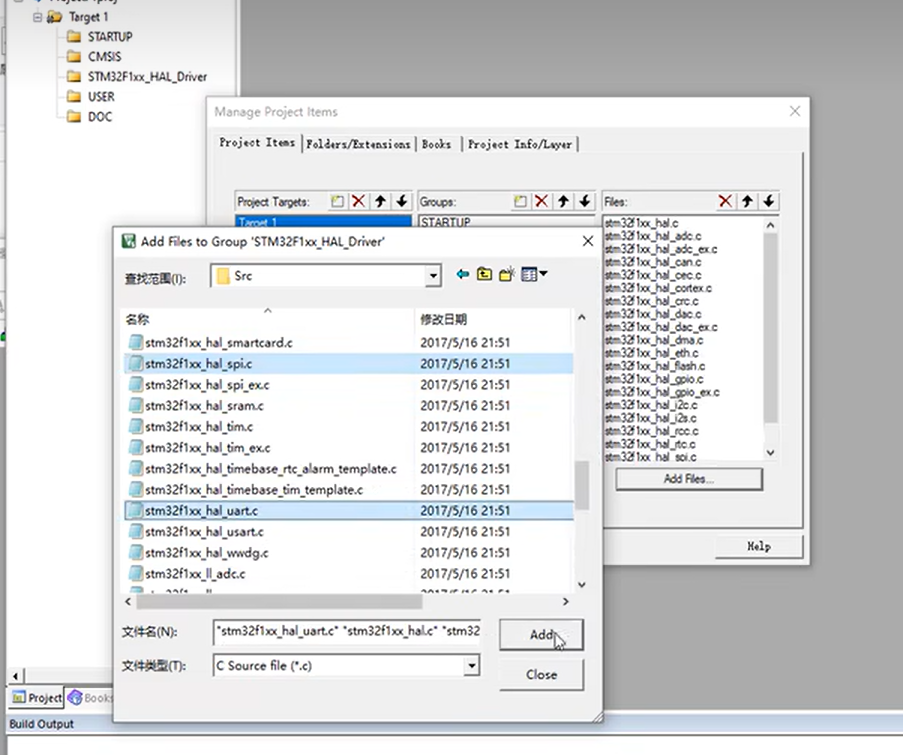 Target 1
STARTUP
CMSIS
STM32F1xx_HAL_Driver
USER
DOC
Manage Project Items
Project Items Folders/Extensions Books Project Info/Layer
Project Targets: Groups: Files:
Target 1 STARTUP
stm32f1xx_hal.c
stm32f1xx_hal_adc.c
stm32f1xx_hal_adc_ex.c
stm32f1xx_hal_can.c
stm32f1xx_hal_cec.c
stm32f1xx_hal_cortex.c
stm32f1xx_hal_crc.c
stm32f1xx_hal_dac.c
stm32f1xx_hal_dac_ex.c
stm32f1xx_hal_dma.c
stm32f1xx_hal_eth.c
stm32f1xx_hal_flash.c
stm32f1xx_hal_gpio.c
stm32f1xx_hal_gpio_ex.c
stm32f1xx_hal_i2c.c
stm32f1xx_hal_i2s.c
stm32f1xx_hal_rcc.c
stm32f1xx_hal_rtc.c
stm32f1xx_hal_spi.c
Add Files...
Help
Add Files to Group 'STM32F1xx_HAL_Driver'
查找范围(I): Src
名称 修改日期
stm32f1xx_hal_smartcard.c 2017/5/16 21:51
stm32f1xx_hal_spi.c 2017/5/16 21:51
stm32f1xx_hal_spi_ex.c 2017/5/16 21:51
stm32f1xx_hal_sram.c 2017/5/16 21:51
stm32f1xx_hal_tim.c 2017/5/16 21:51
stm32f1xx_hal_tim_ex.c 2017/5/16 21:51
stm32f1xx_hal_timebase_rtc_alarm_template.c 2017/5/16 21:51
stm32f1xx_hal_timebase_tim_template.c 2017/5/16 21:51
stm32f1xx_hal_uart.c 2017/5/16 21:51
stm32f1xx_hal_usart.c 2017/5/16 21:51
stm32f1xx_hal_wwdg.c 2017/5/16 21:51
stm32f1xx_ll_adc.c 2017/5/16 21:51
文件名(N): "stm32f1xx_hal_uart.c" "stm32f1xx_hal.c" "stm32 Add
文件类型(T): C Source file (*.c) Close
Project Books
Build Output